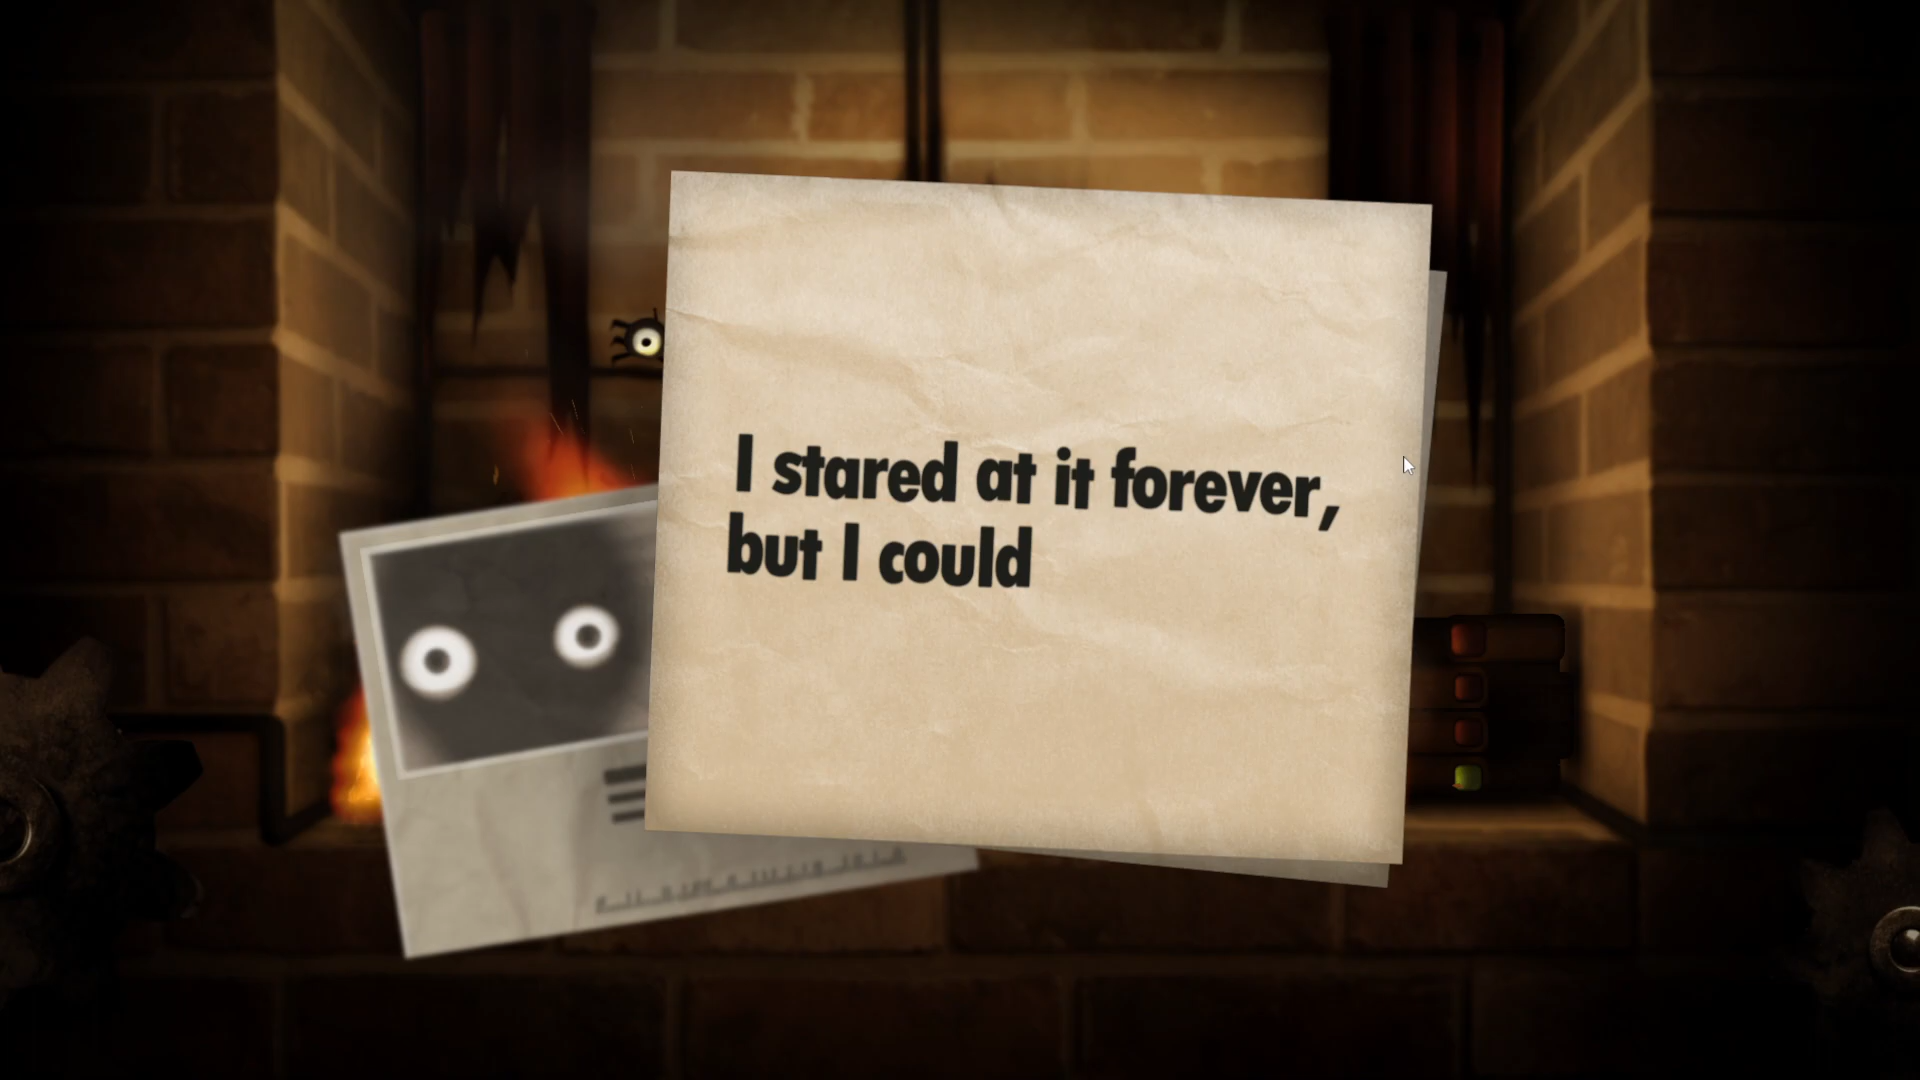 I stared at it forever,
but I could